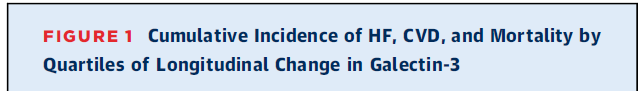 FIGURE 1 Cumulative Incidence of HF, CVD, and Mortality by
Quartiles of Longitudinal Change in Galectin-3